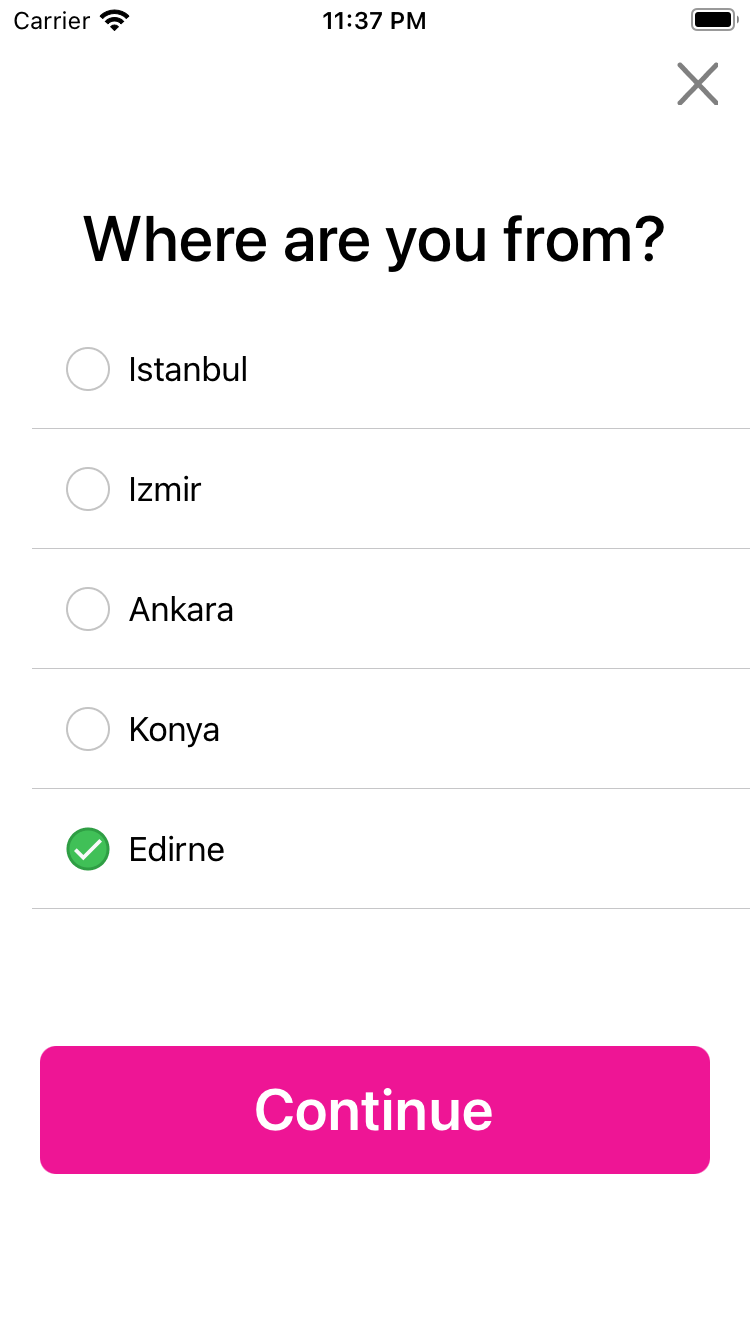 Carrier 11:37 PM
Where are you from?
Istanbul
Izmir
Ankara
Konya
Edirne
Continue